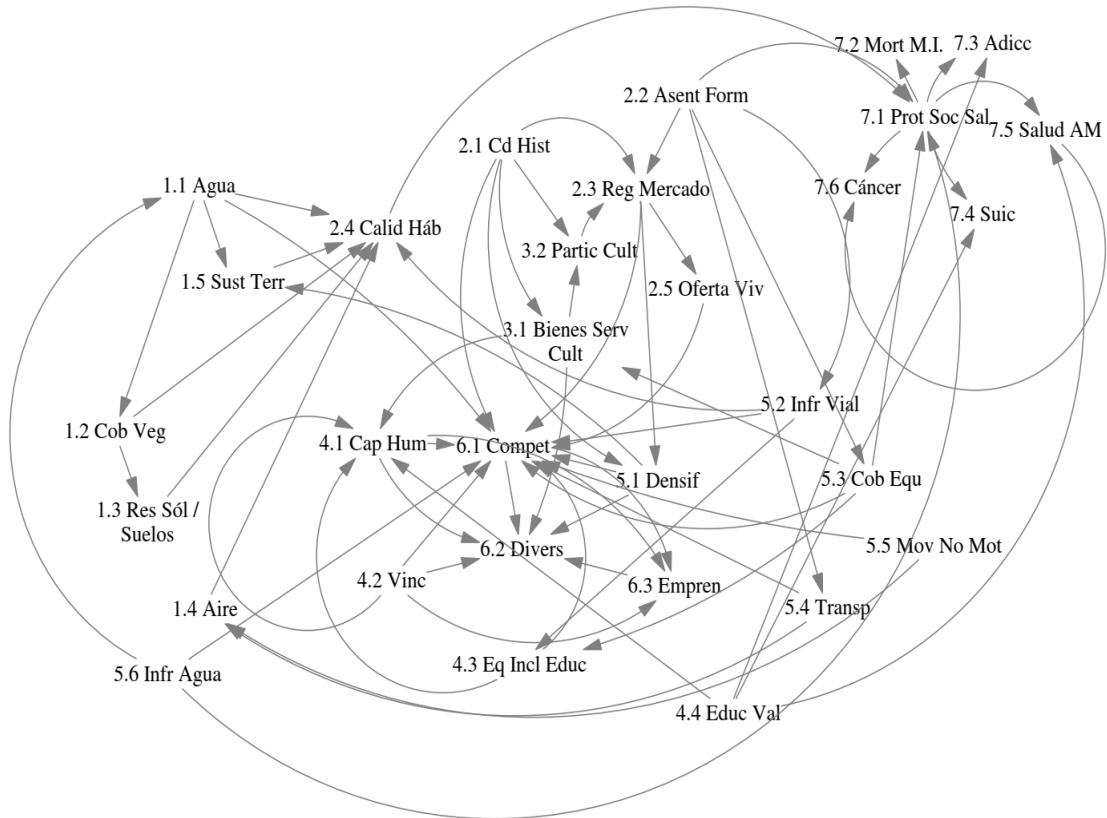 7.2 Mort M.I.
7.3 Adicc
2.2 Asent Form
7.1 Prot Soc Sal
7.5 Salud AM
2.1 Cd Hist
1.1 Agua
2.3 Reg Mercado
7.6 Cáncer
7.4 Suic
2.4 Calid Háb
3.2 Partic Cult
1.5 Sust Terr
2.5 Oferta Viv
3.1 Bienes Serv
Cult
5.2 Infr Vial
1.2 Cob Veg
4.1 Cap Hum
6.1 Compet
5.1 Densif
5.3 Cob Equ
1.3 Res Sól /
Suelos
6.2 Divers
5.5 Mov No Mot
4.2 Vinc
6.3 Empren
1.4 Aire
5.4 Transp
4.3 Eq Incl Educ
5.6 Infr Agua
4.4 Educ Val